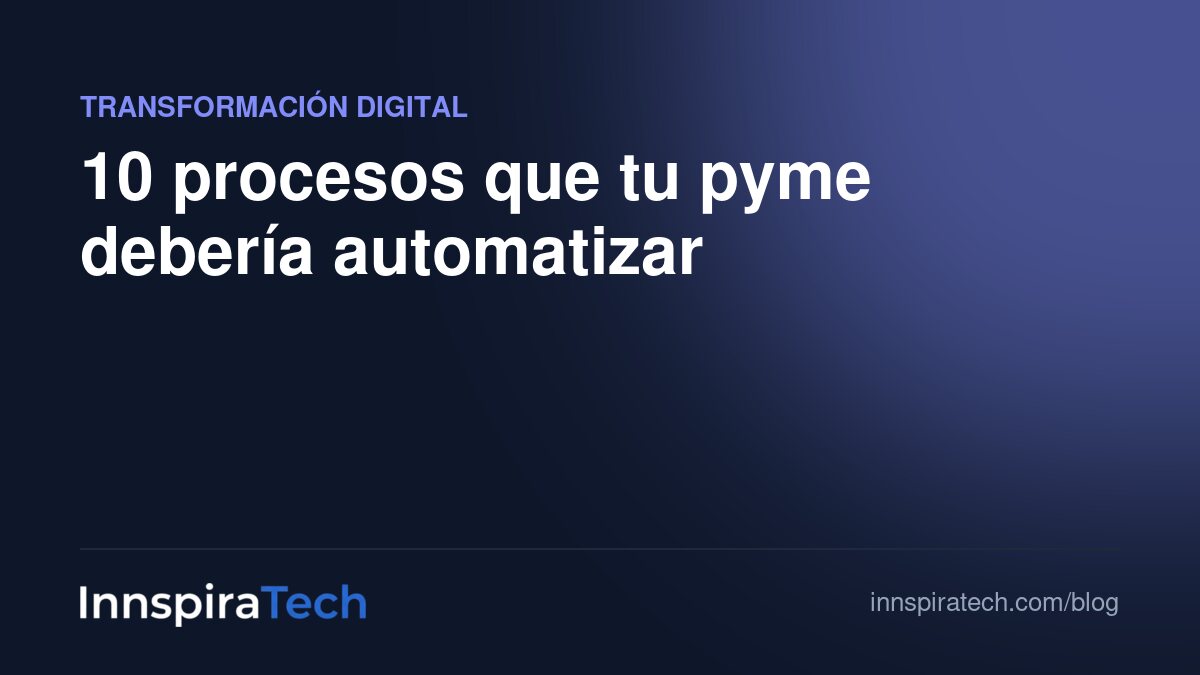 TRANSFORMACIÓN DIGITAL
10 procesos que tu pyme
debería automatizar
InnspiraTech
innspiratech.com/blog